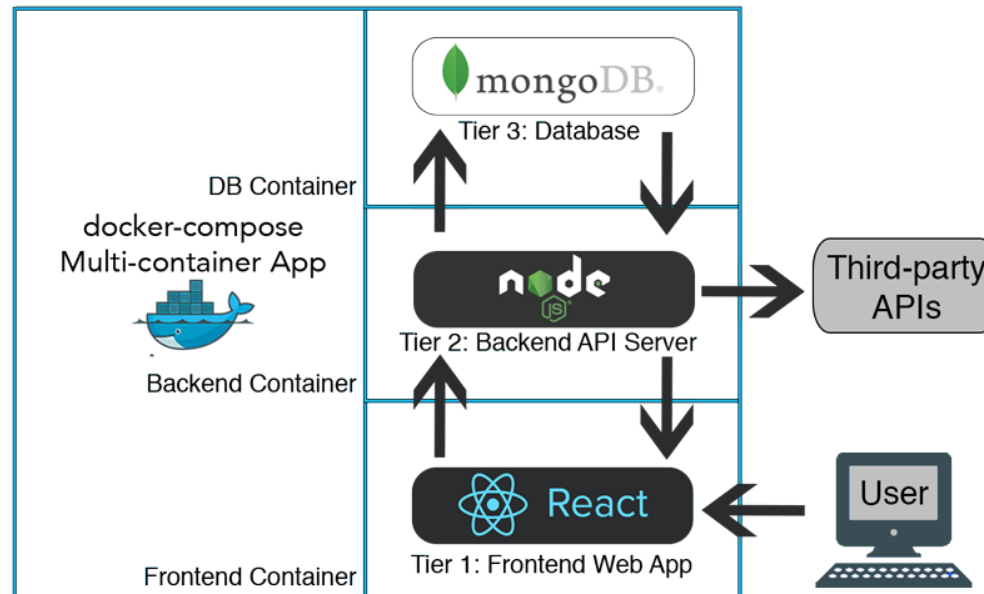 mongoDB®
Tier 3: Database
DB Container
docker-compose
Multi-container App
node
JS
Tier 2: Backend API Server
Third-party
APIs
Backend Container
React
User
Tier 1: Frontend Web App
Frontend Container